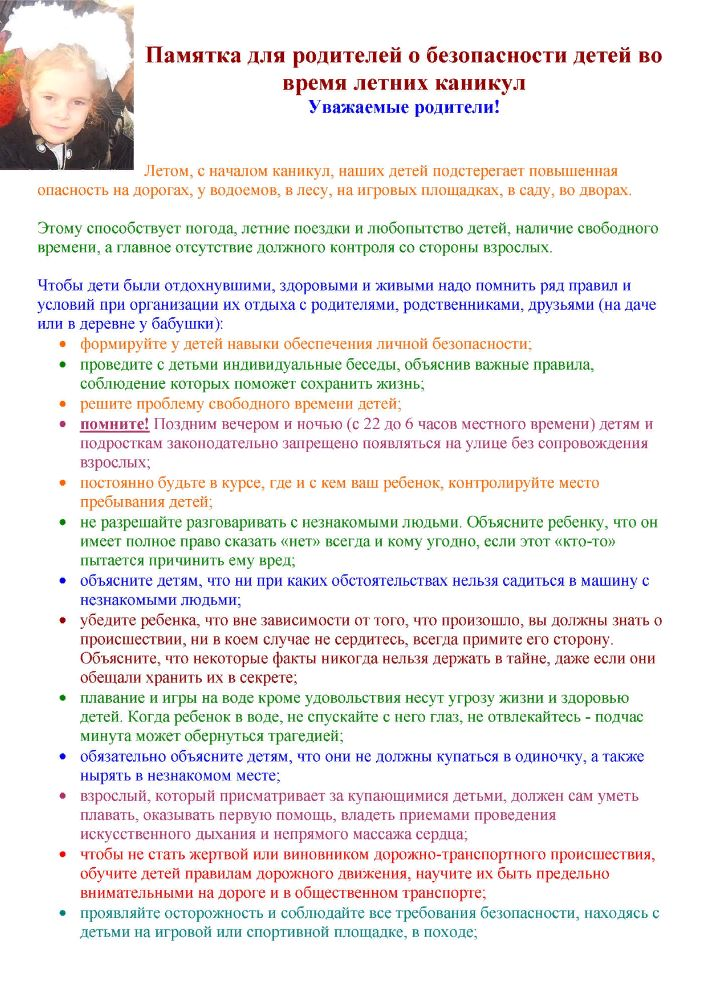 Памятка для родителей о безопасности детей во
время летних каникул
Уважаемые родители!
Летом, с началом каникул, наших детей подстерегает повышенная
опасность на дорогах, у водоемов, в лесу, на игровых площадках, в саду, во дворах.
Этому способствует погода, летние поездки и любопытство детей, наличие свободного
времени, а главное отсутствие должного контроля со стороны взрослых.
Чтобы дети были отдохнувшими, здоровыми и живыми надо помнить ряд правил и
условий при организации их отдыха с родителями, родственниками, друзьями (на даче
или в деревне у бабушки):
• формируйте у детей навыки обеспечения личной безопасности;
• проведите с детьми индивидуальные беседы, объяснив важные правила,
соблюдение которых поможет сохранить жизнь;
• решите проблему свободного времени детей;
• помните! Поздним вечером и ночью (с 22 до 6 часов местного времени) детям и
подросткам законодательно запрещено появляться на улице без сопровождения
взрослых;
• постоянно будьте в курсе, где и с кем ваш ребенок, контролируйте место
пребывания детей;
• не разрешайте разговаривать с незнакомыми людьми. Объясните ребенку, что он
имеет полное право сказать «нет» всегда и кому угодно, если этот «кто-то»
пытается причинить ему вред;
• объясните детям, что ни при каких обстоятельствах нельзя садиться в машину с
незнакомыми людьми;
• убедите ребенка, что вне зависимости от того, что произошло, вы должны знать о
происшествии, ни в коем случае не сердитесь, всегда примите его сторону.
Объясните, что некоторые факты никогда нельзя держать в тайне, даже если они
обещали хранить их в секрете;
• плавание и игры на воде кроме удовольствия несут угрозу жизни и здоровью
детей. Когда ребенок в воде, не спускайте с него глаз, не отвлекайтесь - подчас
минута может обернуться трагедией;
• обязательно объясните детям, что они не должны купаться в одиночку, а также
нырять в незнакомом месте;
• взрослый, который присматривает за купающимися детьми, должен сам уметь
плавать, оказывать первую помощь, владеть приемами проведения
искусственного дыхания и непрямого массажа сердца;
• чтобы не стать жертвой или виновником дорожно-транспортного происшествия,
обучите детей правилам дорожного движения, научите их быть предельно
внимательными на дороге и в общественном транспорте;
• проявляйте осторожность и соблюдайте все требования безопасности, находясь с
детьми на игровой или спортивной площадке, в походе;